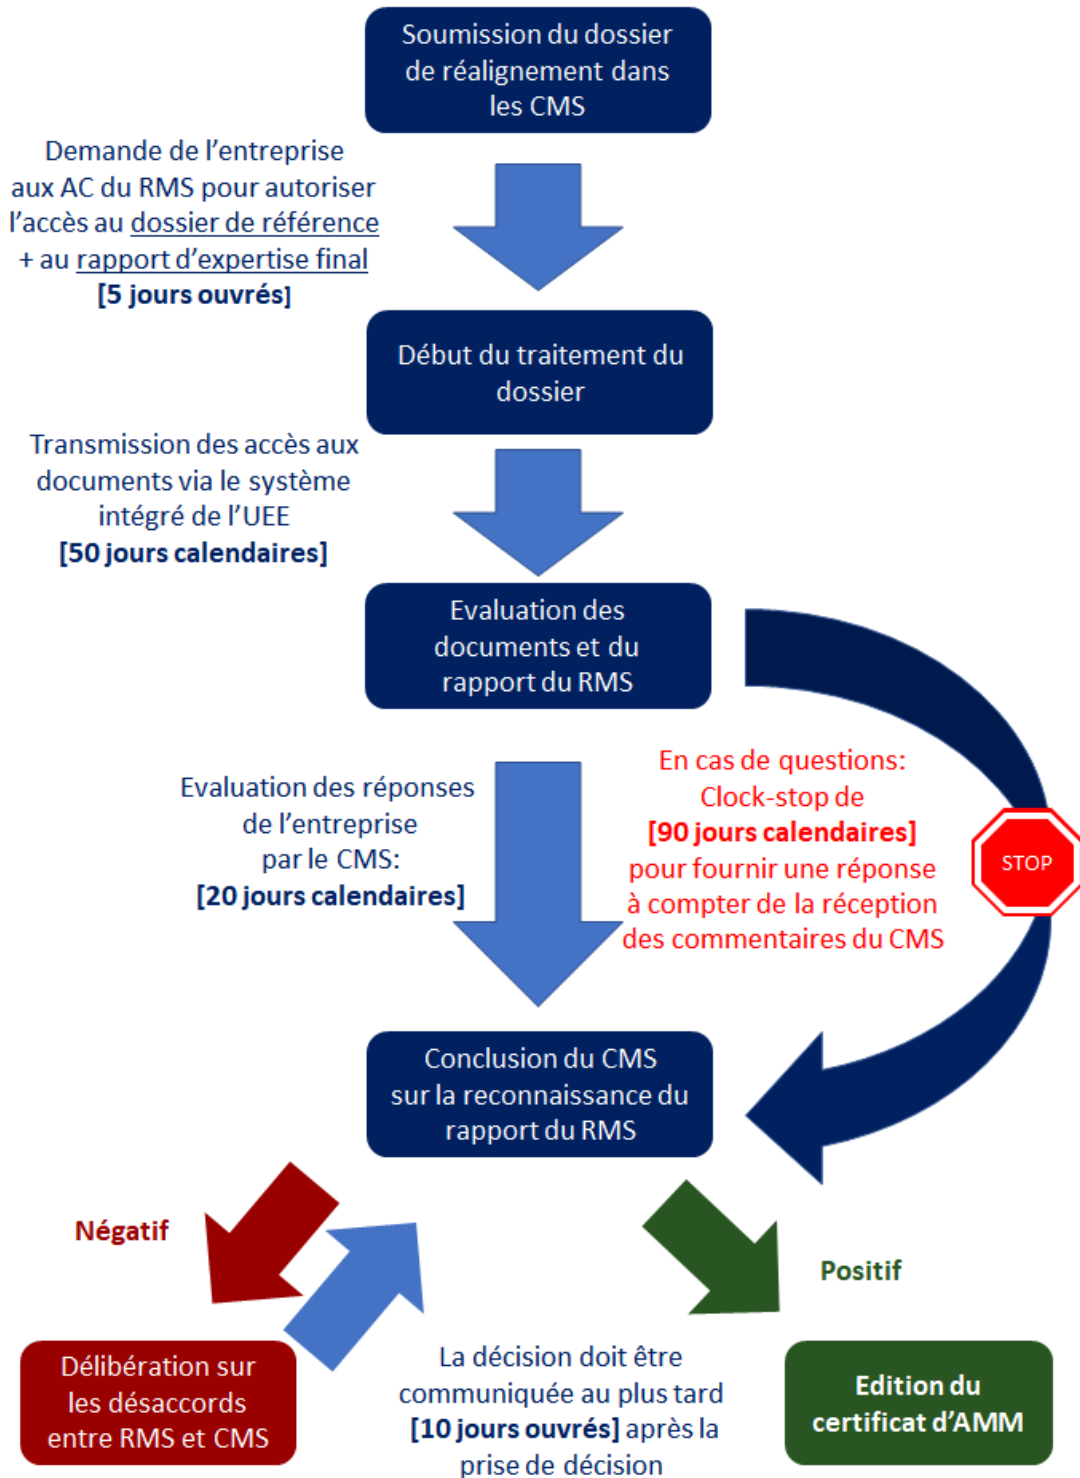 Soumission du dossier
de réalignement dans
les CMS
Demande de l'entreprise
aux AC du RMS pour autoriser
l'accès au dossier de référence
+ au rapport d'expertise final
[5 jours ouvrés]
Début du traitement du
dossier
Transmission des accès aux
documents via le système
intégré de l'UEE
[50 jours calendaires]
Evaluation des
documents et du
rapport du RMS
Evaluation des réponses
de l'entreprise
par le CMS:
[20 jours calendaires]
En cas de questions:
Clock-stop de
[90 jours calendaires]
pour fournir une réponse
à compter de la réception
des commentaires du CMS
STOP
Conclusion du CMS
sur la reconnaissance du
rapport du RMS
Négatif
Positif
Délibération sur
les désaccords
entre RMS et CMS
La décision doit être
communiquée au plus tard
[10 jours ouvrés] après la
prise de décision
Edition du
certificat d'AMM